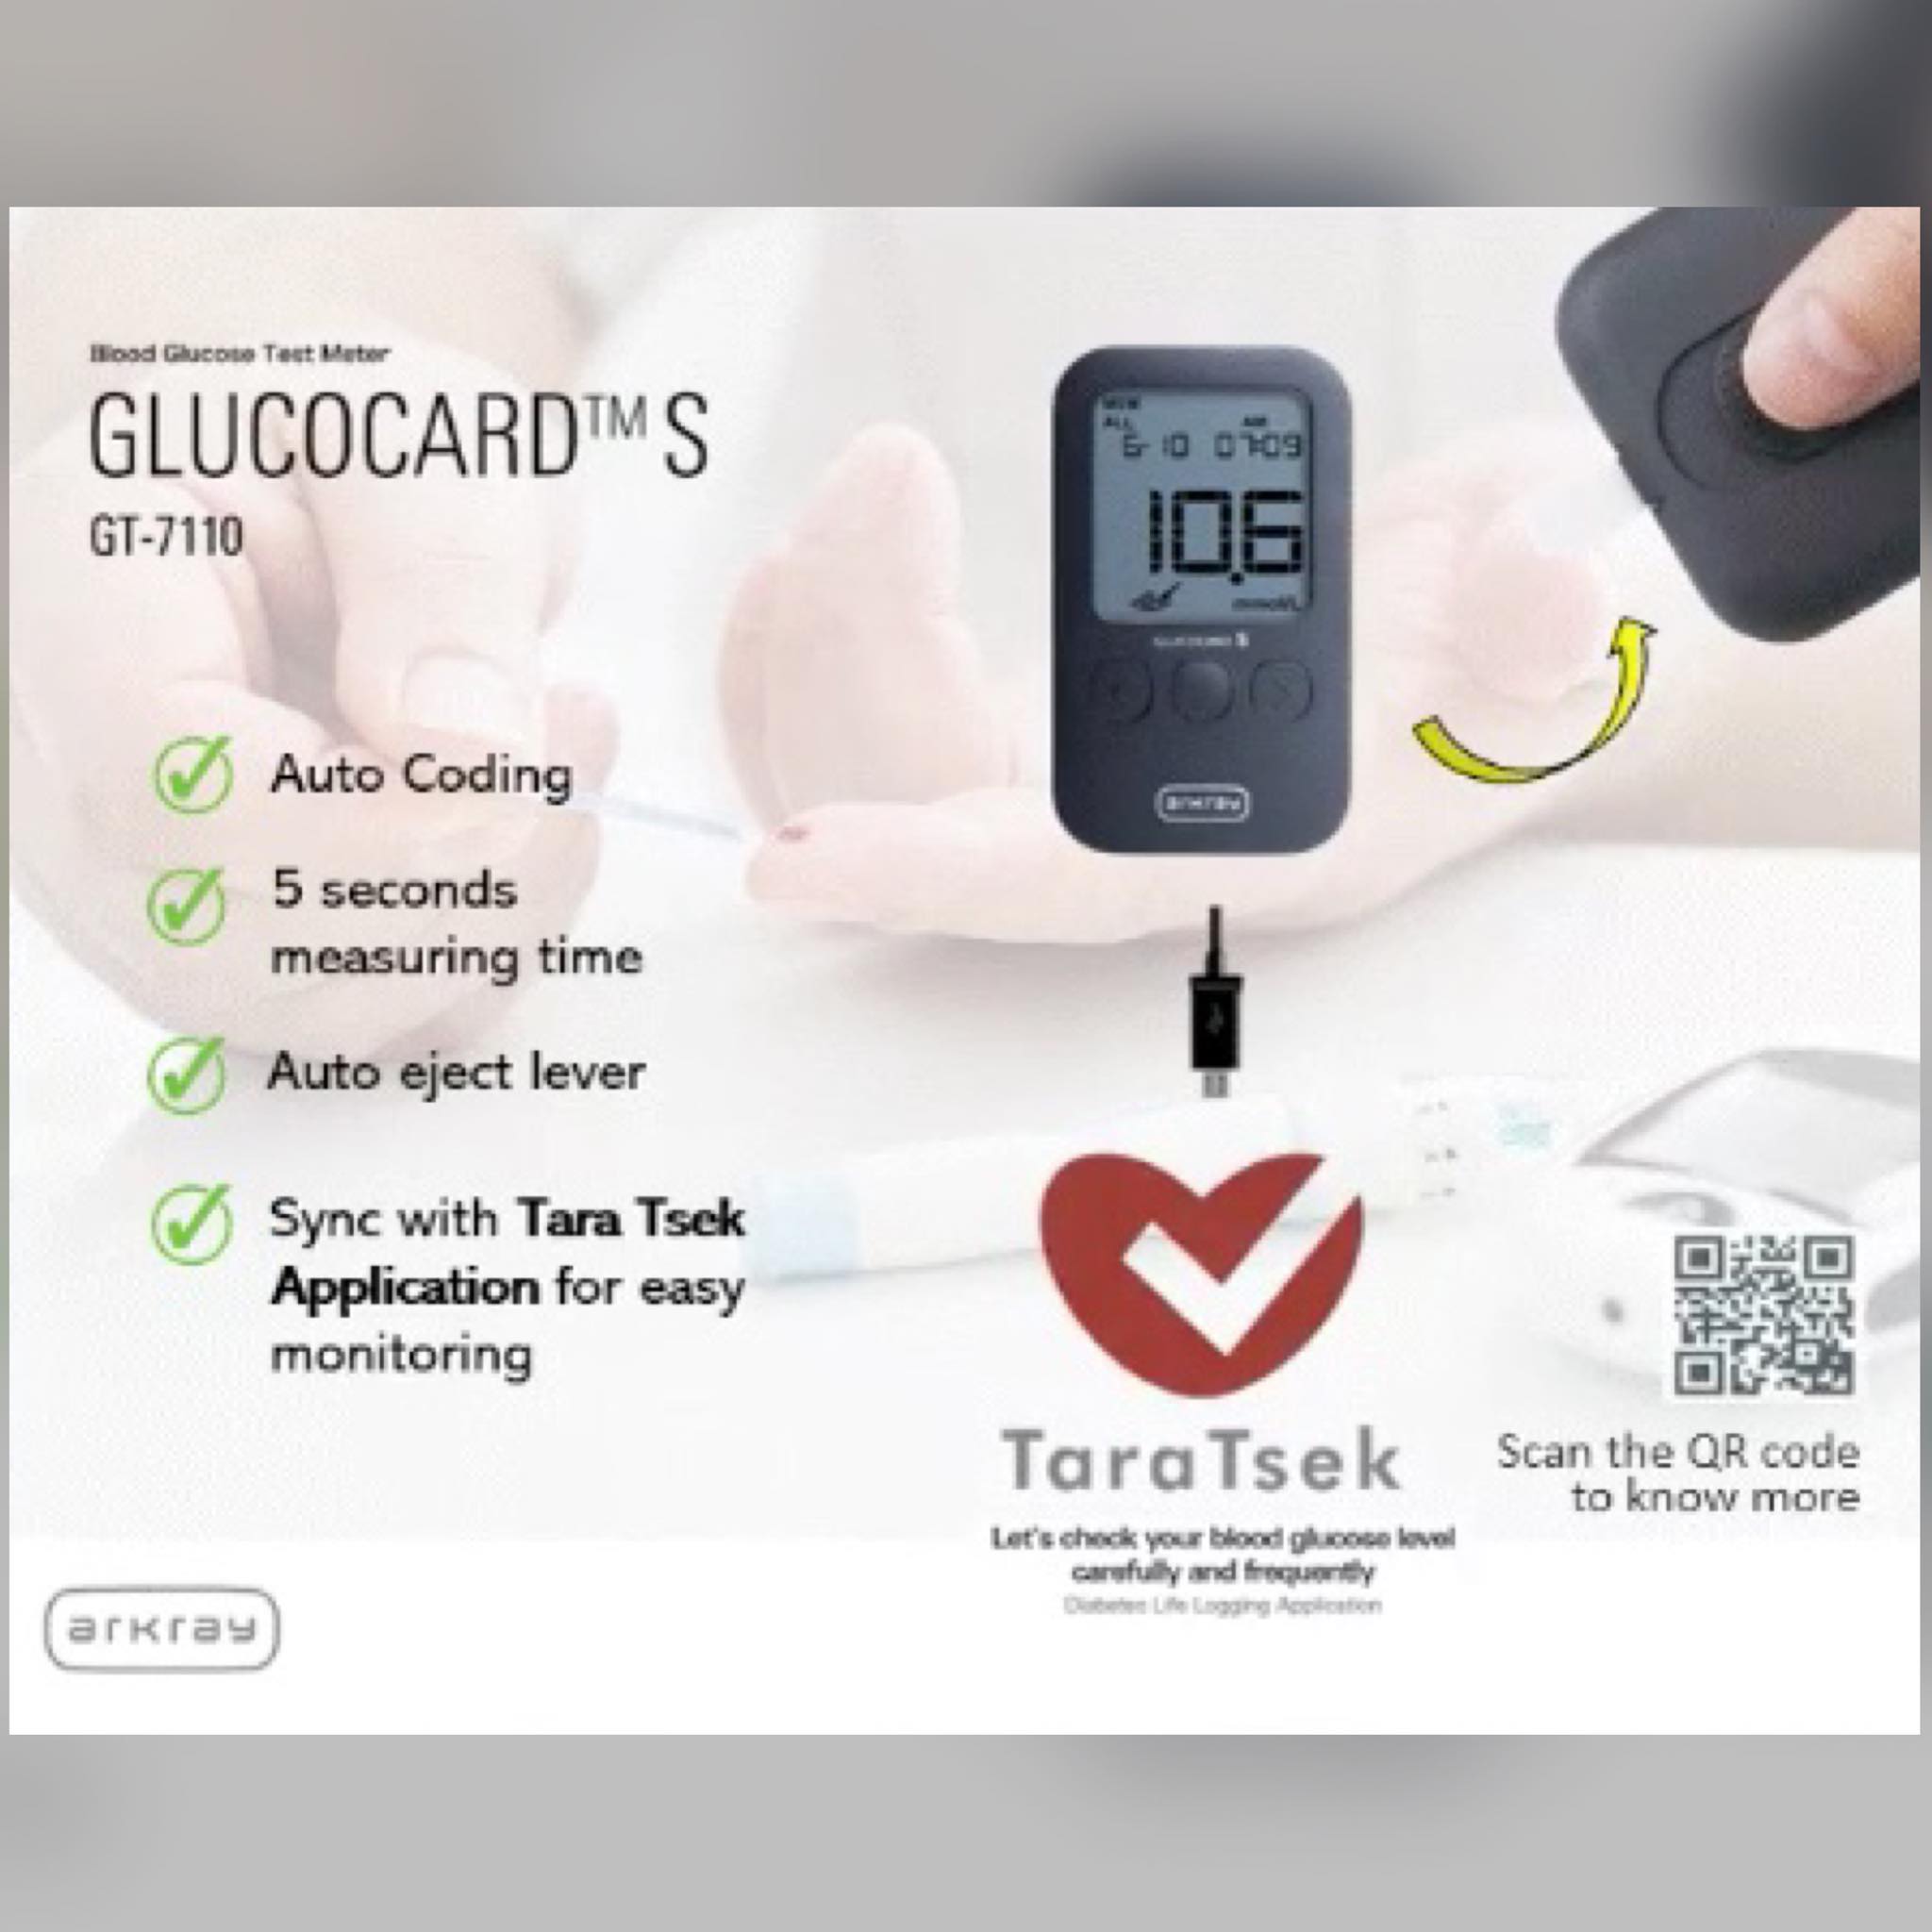 Blood Glucose Test Meter
GLUCOCARD™ S
GT-7110
Auto Coding
5 seconds
measuring time
Auto eject lever
Sync with Tara Tsek
Application for easy
monitoring
ALL AM
6-10 07:09
10.6
mmol/L
GLUCOCARD S
arkray
TaraTsek
Let's check your blood glucose level
carefully and frequently
Diabetes Life Logging Application
Scan the QR code
to know more
arkray